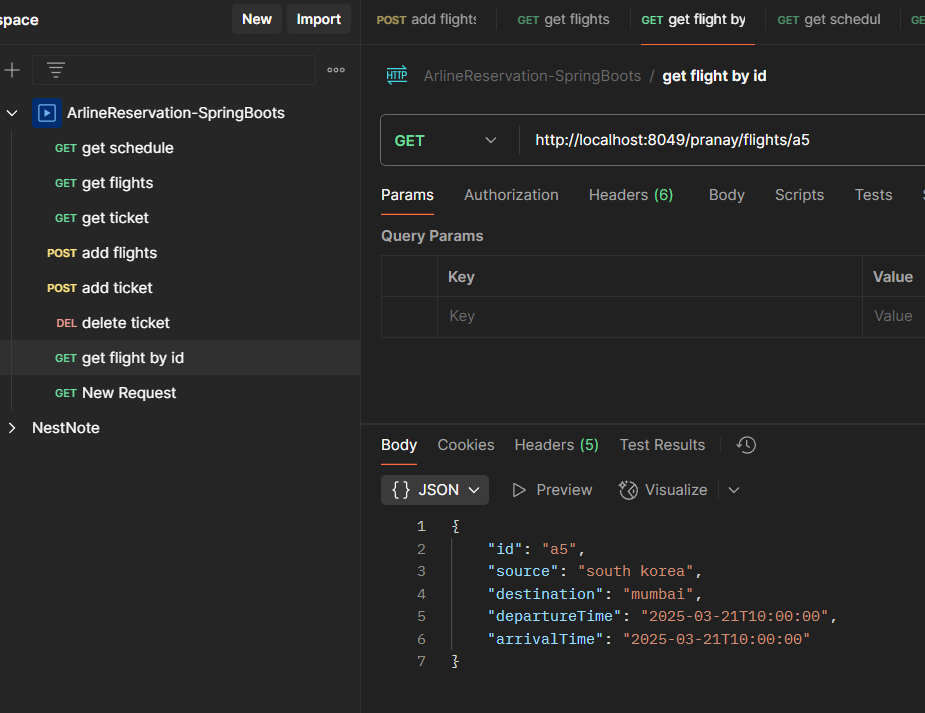 space New Import
ArlineReservation-SpringBoots
GET get schedule
GET get flights
GET get ticket
POST add flights
POST add ticket
DEL delete ticket
GET get flight by id
GET New Request
NestNote
POST add flights GET get flights GET get flight by GET get schedul GE
HTTP ArlineReservation-SpringBoots / get flight by id
GET http://localhost:8049/pranay/flights/a5
Params Authorization Headers (6) Body Scripts Tests
Query Params
Key Value
Key Value
Body Cookies Headers (5) Test Results
{} JSON Preview Visualize
1 {
2 "id": "a5",
3 "source": "south korea",
4 "destination": "mumbai",
5 "departureTime": "2025-03-21T10:00:00",
6 "arrivalTime": "2025-03-21T10:00:00"
7 }